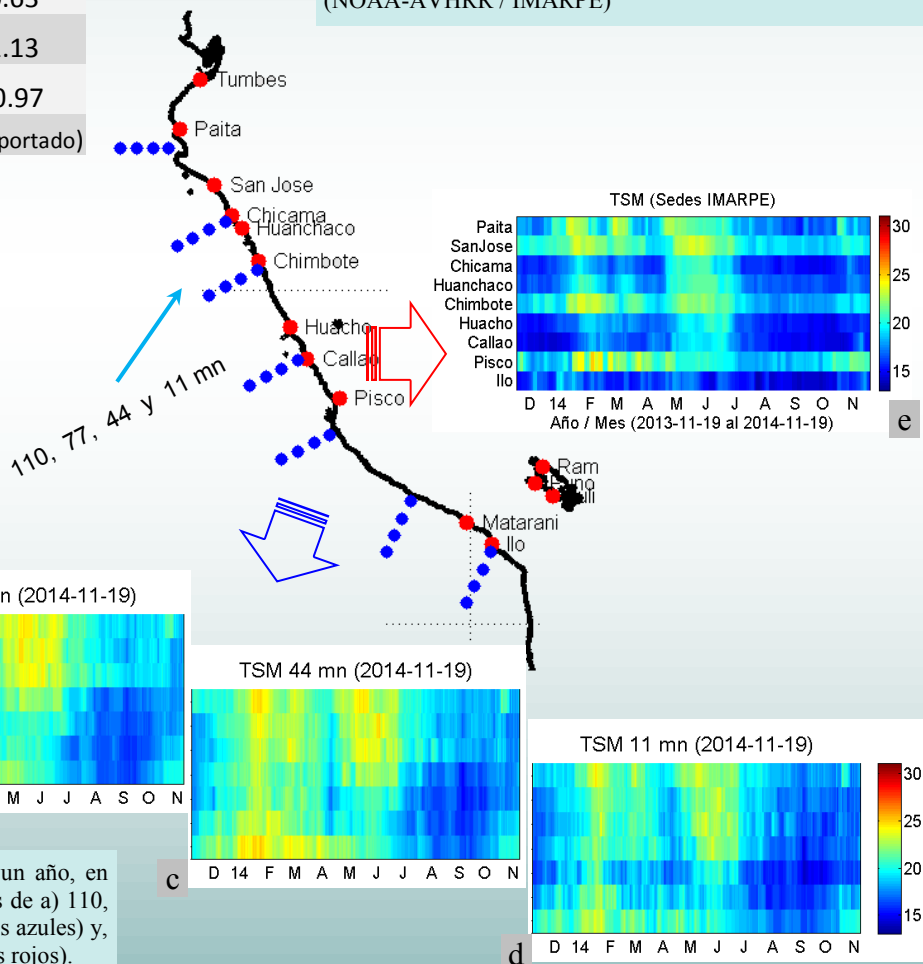 (NOAA-AVHRR / IMARPE)
.13
0.97
portado)
Tumbes
Paita
San Jose
Chicama
Huanchaco
Chimbote
Huacho
Callao
Pisco
110, 77, 44 y 11 mn
Ram
Matarani
Ilo
TSM (Sedes IMARPE)
Paita
SanJose
Chicama
Huanchaco
Chimbote
Huacho
Callao
Pisco
Ilo
30
25
20
15
D 14 F M A M J J A S O N
Año / Mes (2013-11-19 al 2014-11-19)
e
n (2014-11-19)
M J J A S O N
TSM 44 mn (2014-11-19)
D 14 F M A M J J A S O N
c
TSM 11 mn (2014-11-19)
30
25
20
15
D 14 F M A M J J A S O N
d
un año, en
s de a) 110,
s azules) y,
s rojos).